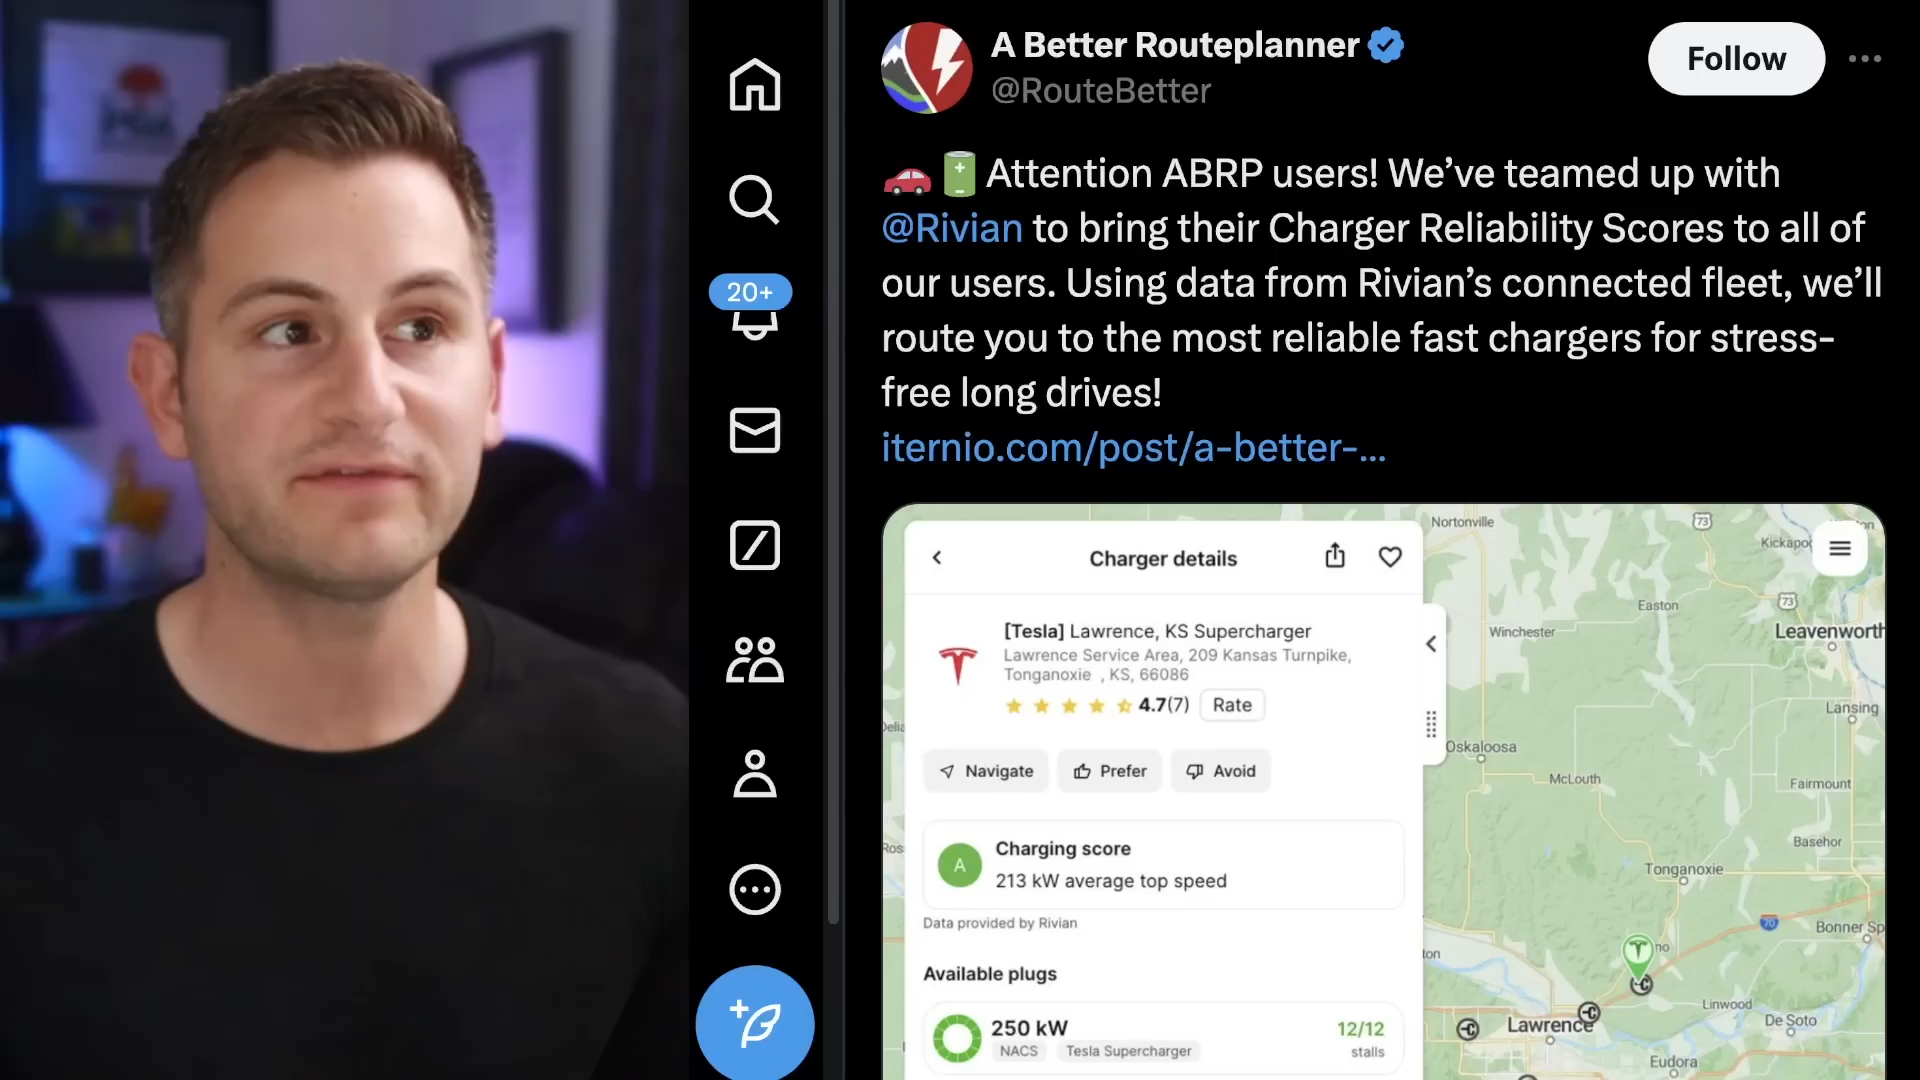 A Better Routeplanner
@RouteBetter
Follow
20+
Attention ABRP users! We’ve teamed up with
@Rivian to bring their Charger Reliability Scores to all of
our users. Using data from Rivian’s connected fleet, we’ll
route you to the most reliable fast chargers for stress-
free long drives!
iternio.com/post/a-better-…
Charger details
[Tesla] Lawrence, KS Supercharger
Lawrence Service Area, 209 Kansas Turnpike,
Tonganoxie , KS, 66086
4.7(7) Rate
Navigate Prefer Avoid
A
Charging score
213 kW average top speed
Data provided by Rivian
Available plugs
250 kW
12/12
NACS Tesla Supercharger
stalls
Nortonville
73
Kickapoo
Easton
73
Winchester
Leavenworth
Lansing
Oskaloosa
McLouth
Fairmount
Basehor
Tonganoxie
70
Bonner Sp
Linwood
Lawrence
De Soto
Eudora